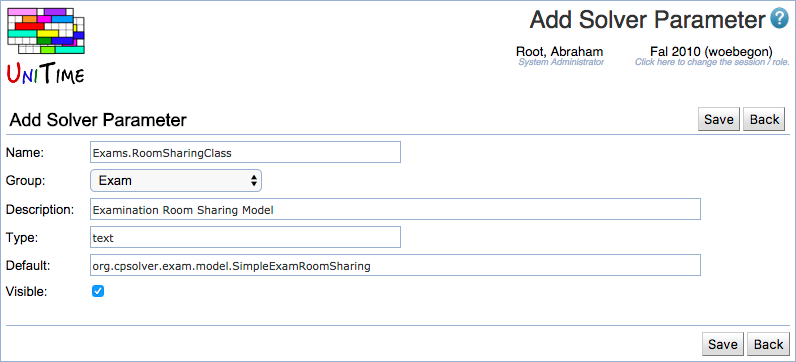 Add Solver Parameter ?
UNITIME
Root, Abraham Fal 2010 (woebegon)
System Administrator Click here to change the session / role.
Add Solver Parameter Save Back
Name: Exams.RoomSharingClass
Group: Exam
Description: Examination Room Sharing Model
Type: text
Default: org.cpsolver.exam.model.SimpleExamRoomSharing
Visible:
Save Back